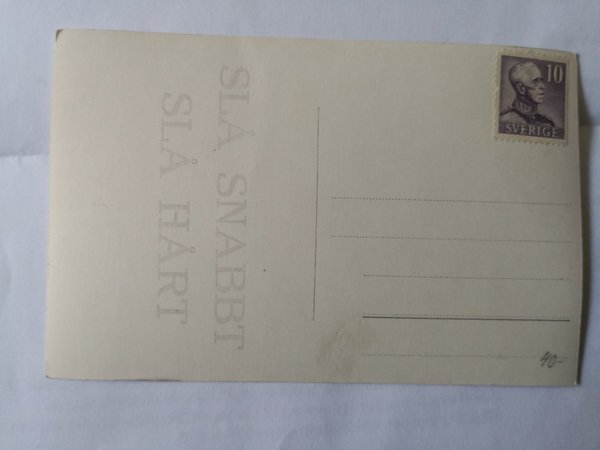 SLÅ SNABBT
SLÅ HÅRT
10
SVERIGE
40-